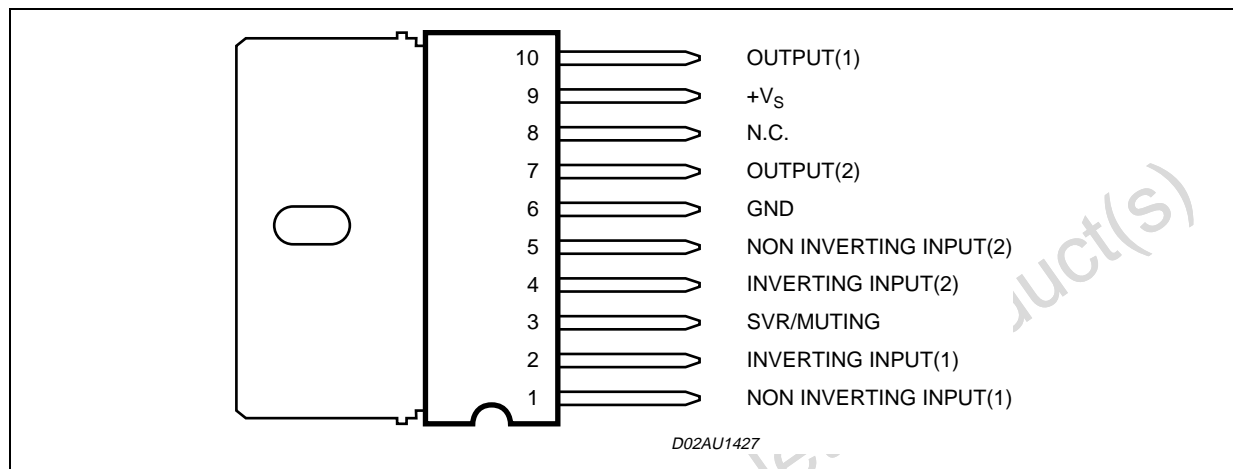 10 OUTPUT(1)
9 +VS
8 N.C.
7 OUTPUT(2)
6 GND
5 NON INVERTING INPUT(2)
4 INVERTING INPUT(2)
3 SVR/MUTING
2 INVERTING INPUT(1)
1 NON INVERTING INPUT(1)
D02AU1427